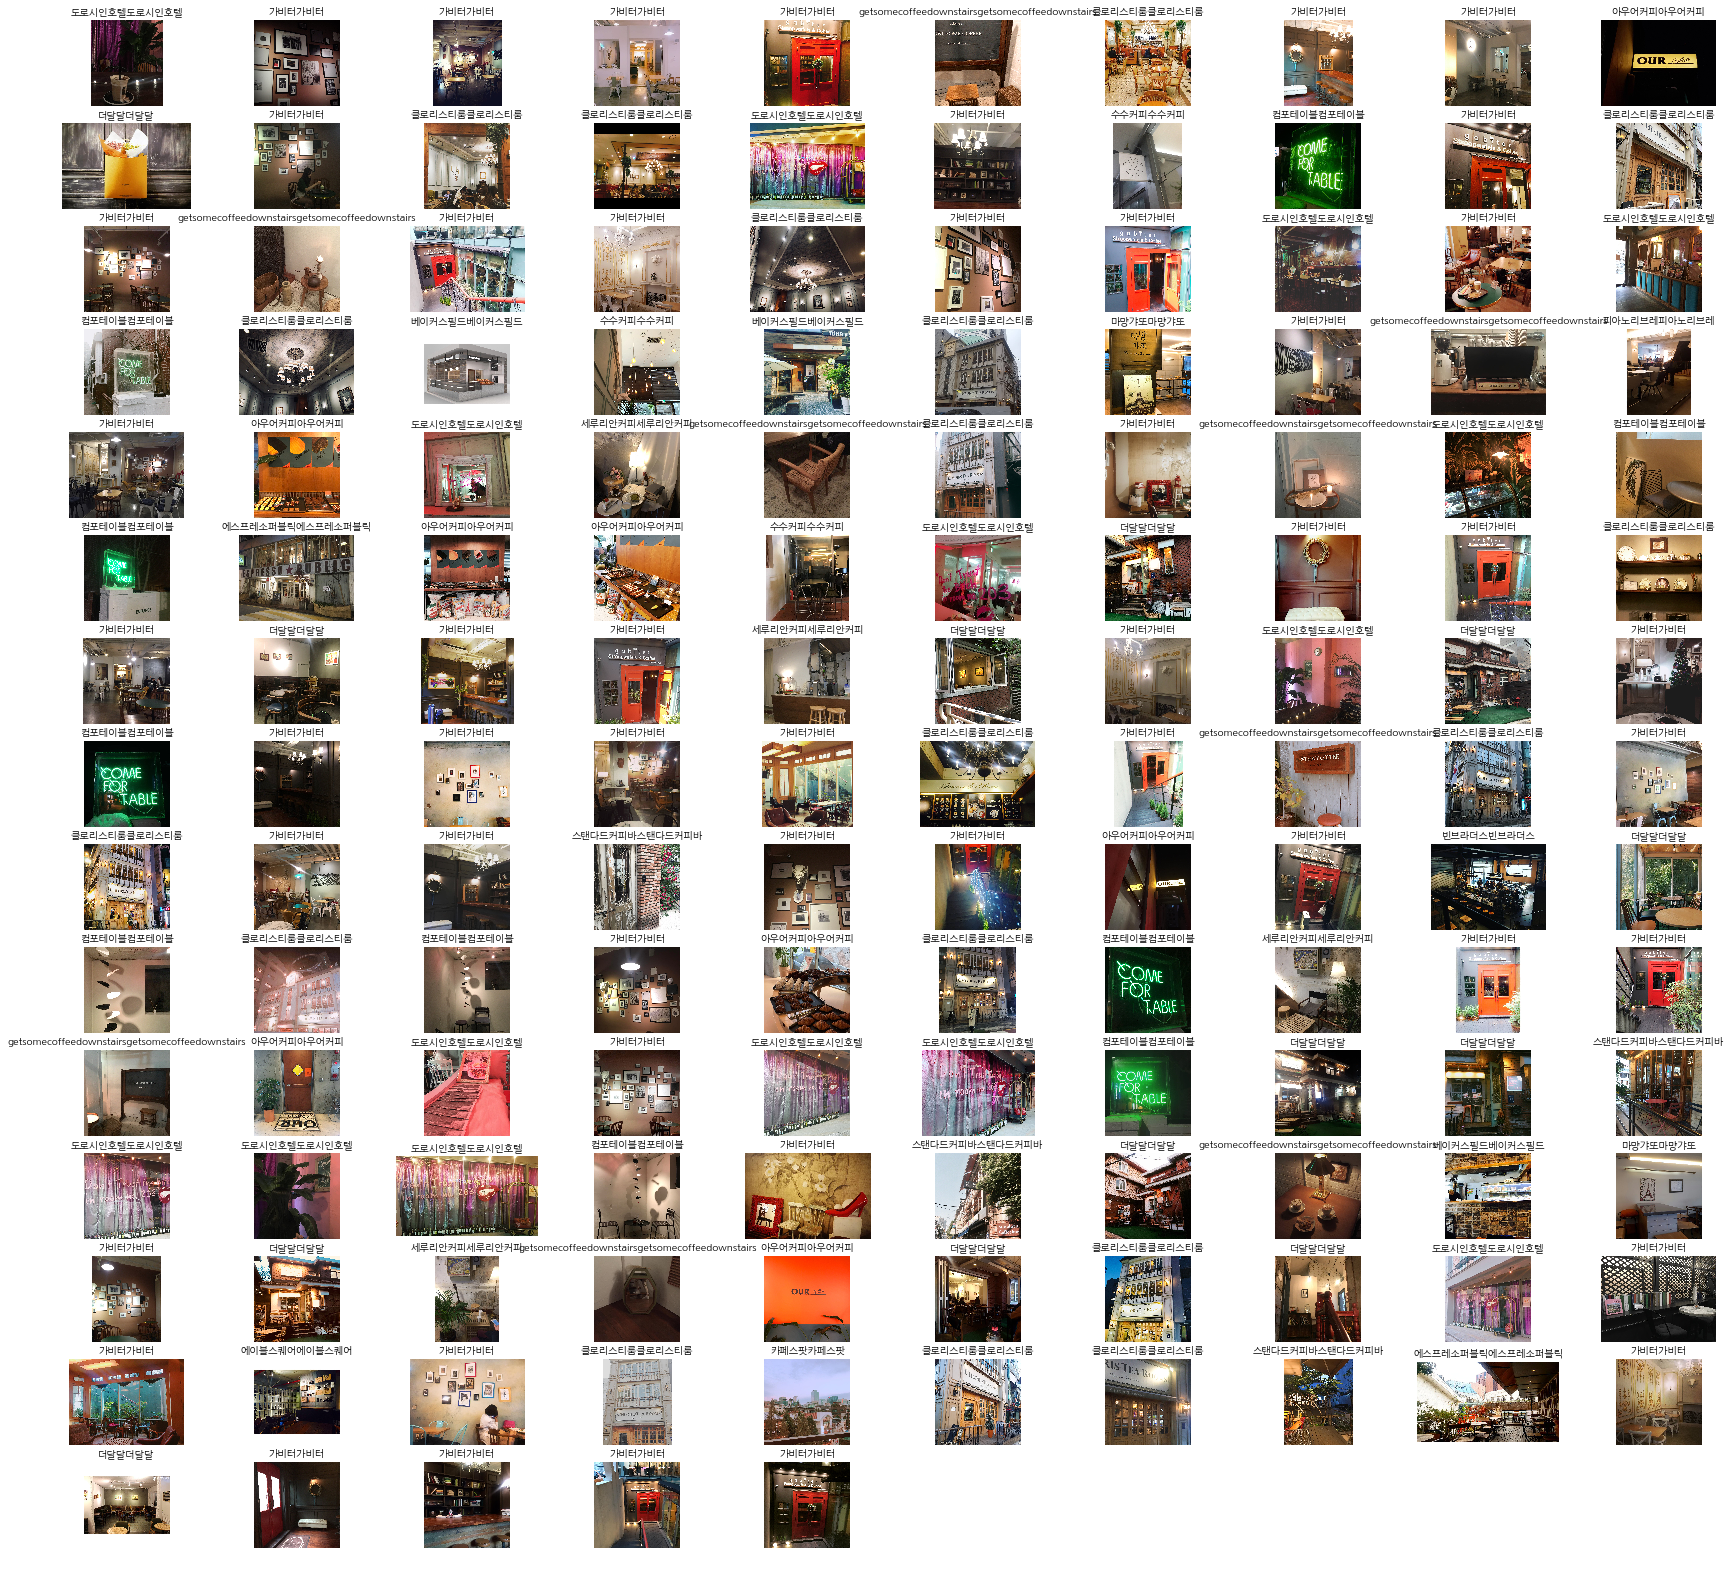 도로시인호텔도로시인호텔 가비터가비터 가비터가비터 가비터가비터 가비터가비터 getsomecoffeedownstairsgetsomecoffeedownstairs 클로리스티룸클로리스티룸 가비터가비터 가비터가비터 아우어커피아우어커피
OUR
더달달더달달 가비터가비터 클로리스티룸클로리스티룸 클로리스티룸클로리스티룸 도로시인호텔도로시인호텔 가비터가비터 수수커피수수커피 컴포테이블컴포테이블 가비터가비터 클로리스티룸클로리스티룸
COME
FOR
TABLE
가비터가비터 getsomecoffeedownstairsgetsomecoffeedownstairs 가비터가비터 가비터가비터 클로리스티룸클로리스티룸 가비터가비터 가비터가비터 도로시인호텔도로시인호텔 가비터가비터 도로시인호텔도로시인호텔
컴포테이블컴포테이블 클로리스티룸클로리스티룸 베이커스필드베이커스필드 수수커피수수커피 베이커스필드베이커스필드 클로리스티룸클로리스티룸 마망갸또마망갸또 가비터가비터 getsomecoffeedownstairsgetsomecoffeedownstairs 피아노리브레피아노리브레
COME
FOR
TABLE
가비터가비터 아우어커피아우어커피 도로시인호텔도로시인호텔 세루리안커피세루리안커피 getsomecoffeedownstairsgetsomecoffeedownstairs 클로리스티룸클로리스티룸 가비터가비터 getsomecoffeedownstairsgetsomecoffeedownstairs 도로시인호텔도로시인호텔 컴포테이블컴포테이블
컴포테이블컴포테이블 에스프레소퍼블릭에스프레소퍼블릭 아우어커피아우어커피 아우어커피아우어커피 수수커피수수커피 도로시인호텔도로시인호텔 더달달더달달 가비터가비터 가비터가비터 클로리스티룸클로리스티룸
COME
FOR
TABLE
ESPRESSO PUBLIC
가비터가비터 더달달더달달 가비터가비터 가비터가비터 세루리안커피세루리안커피 더달달더달달 가비터가비터 도로시인호텔도로시인호텔 더달달더달달 가비터가비터
컴포테이블컴포테이블 가비터가비터 가비터가비터 가비터가비터 가비터가비터 클로리스티룸클로리스티룸 가비터가비터 getsomecoffeedownstairsgetsomecoffeedownstairs 클로리스티룸클로리스티룸 가비터가비터
COME
FOR
TABLE
클로리스티룸클로리스티룸 가비터가비터 가비터가비터 스탠다드커피바스탠다드커피바 가비터가비터 가비터가비터 아우어커피아우어커피 가비터가비터 빈브라더스빈브라더스 더달달더달달
OUR
컴포테이블컴포테이블 클로리스티룸클로리스티룸 컴포테이블컴포테이블 가비터가비터 아우어커피아우어커피 클로리스티룸클로리스티룸 컴포테이블컴포테이블 세루리안커피세루리안커피 가비터가비터 가비터가비터
COME
FOR
TABLE
getsomecoffeedownstairsgetsomecoffeedownstairs 아우어커피아우어커피 도로시인호텔도로시인호텔 가비터가비터 도로시인호텔도로시인호텔 도로시인호텔도로시인호텔 컴포테이블컴포테이블 더달달더달달 더달달더달달 스탠다드커피바스탠다드커피바
OUR
COME
FOR
TABLE
도로시인호텔도로시인호텔 도로시인호텔도로시인호텔 도로시인호텔도로시인호텔 컴포테이블컴포테이블 가비터가비터 스탠다드커피바스탠다드커피바 더달달더달달 getsomecoffeedownstairsgetsomecoffeedownstairs 베이커스필드베이커스필드 마망갸또마망갸또
가비터가비터 더달달더달달 세루리안커피세루리안커피 getsomecoffeedownstairsgetsomecoffeedownstairs 아우어커피아우어커피 더달달더달달 클로리스티룸클로리스티룸 더달달더달달 도로시인호텔도로시인호텔 가비터가비터
OUR
가비터가비터 에이블스퀘어에이블스퀘어 가비터가비터 클로리스티룸클로리스티룸 카페스팟카페스팟 클로리스티룸클로리스티룸 클로리스티룸클로리스티룸 스탠다드커피바스탠다드커피바 에스프레소퍼블릭에스프레소퍼블릭 가비터가비터
더달달더달달 가비터가비터 가비터가비터 가비터가비터 가비터가비터